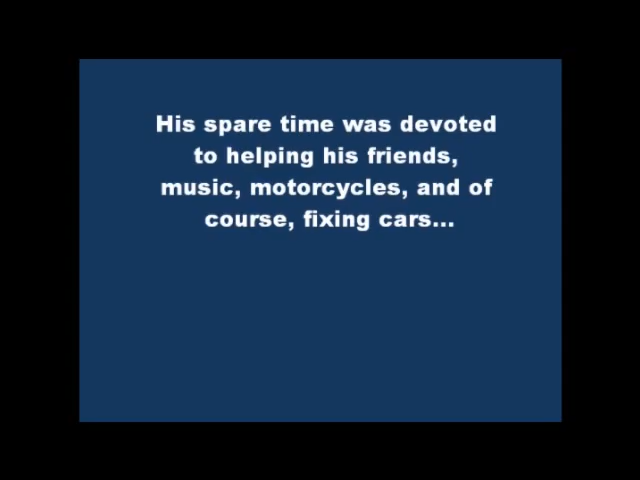 His spare time was devoted
to helping his friends,
music, motorcycles, and of
course, fixing cars...